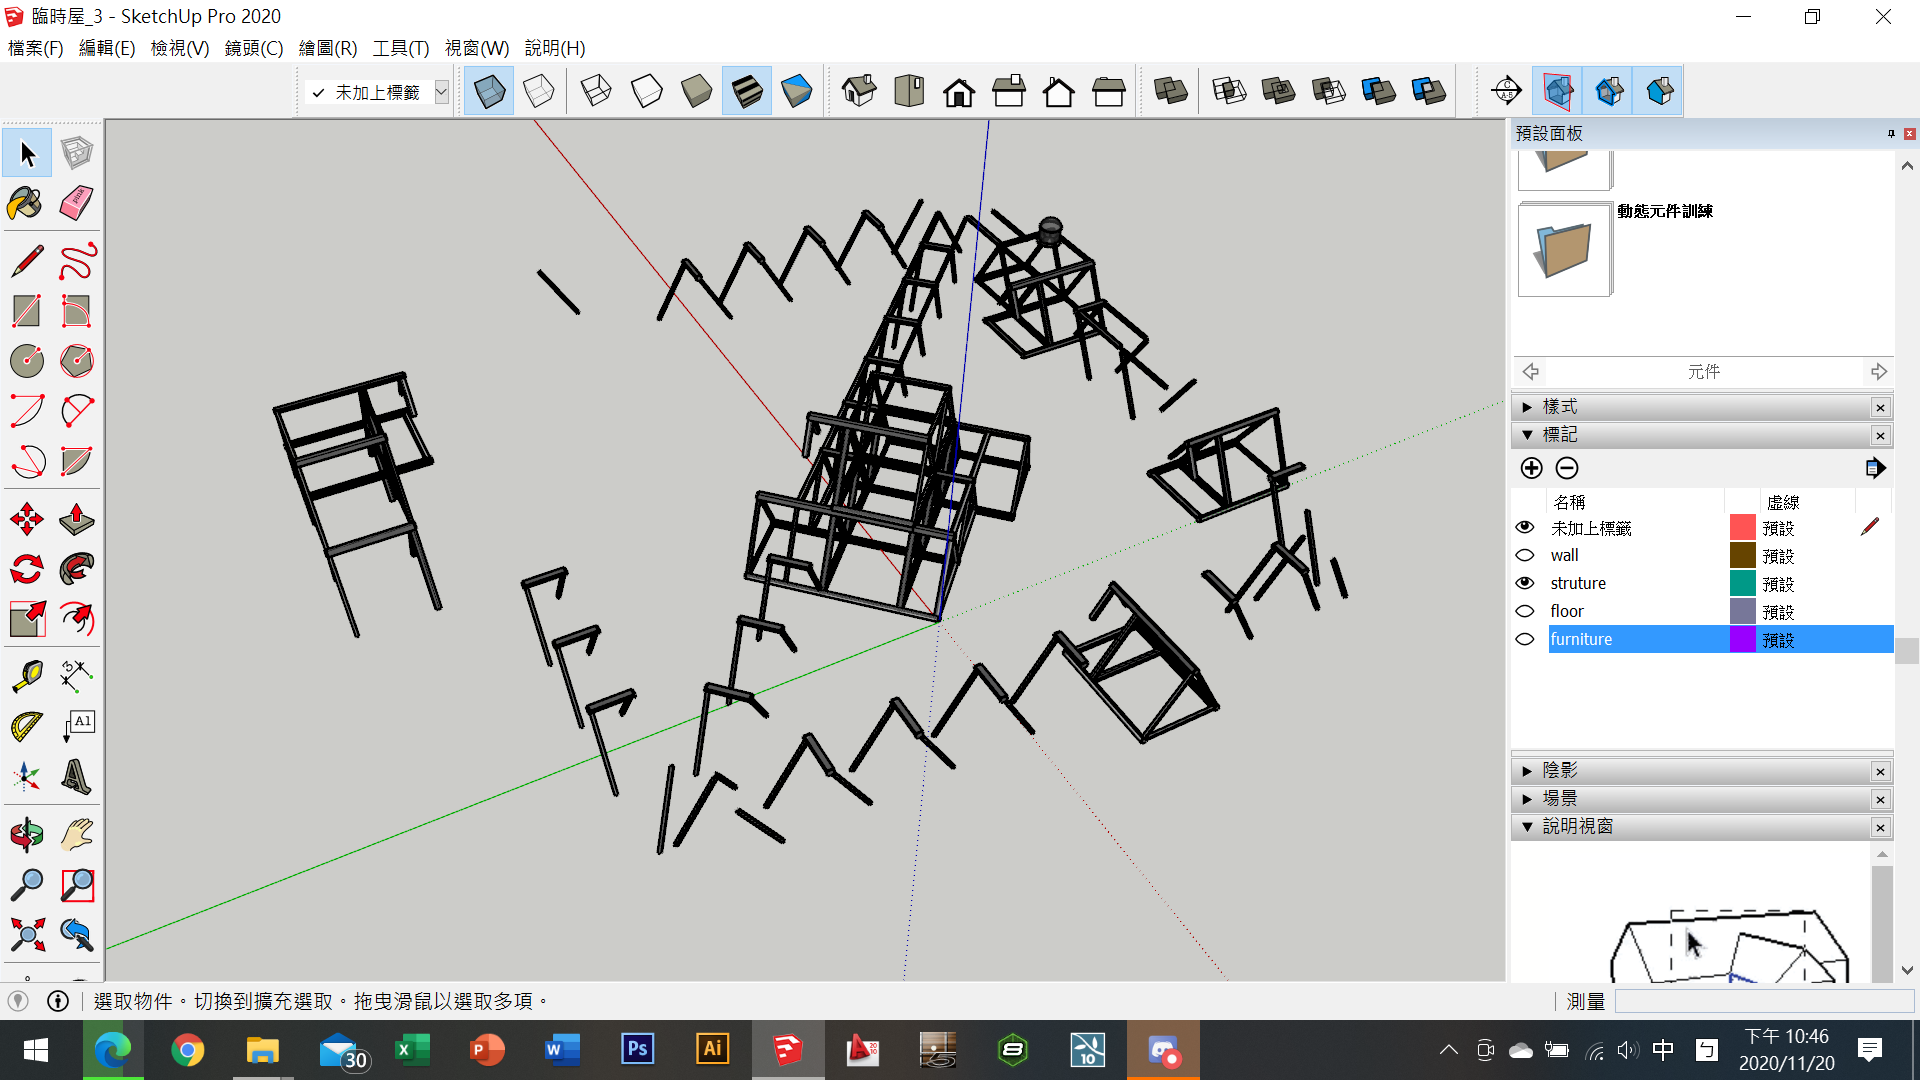 臨時屋_3 - SketchUp Pro 2020
檔案(F) 編輯(E) 檢視(V) 鏡頭(C) 繪圖(R) 工具(T) 視窗(W) 說明(H)
未加上標籤
預設面板
動態元件訓練
元件
樣式
標記
名稱 虛線
未加上標籤 預設
wall 預設
struture 預設
floor 預設
furniture 預設
陰影
場景
說明視窗
A1
選取物件。切換到擴充選取。拖曳滑鼠以選取多項。
測量
30
Ps
Ai
10
中
下午 10:46
2020/11/20